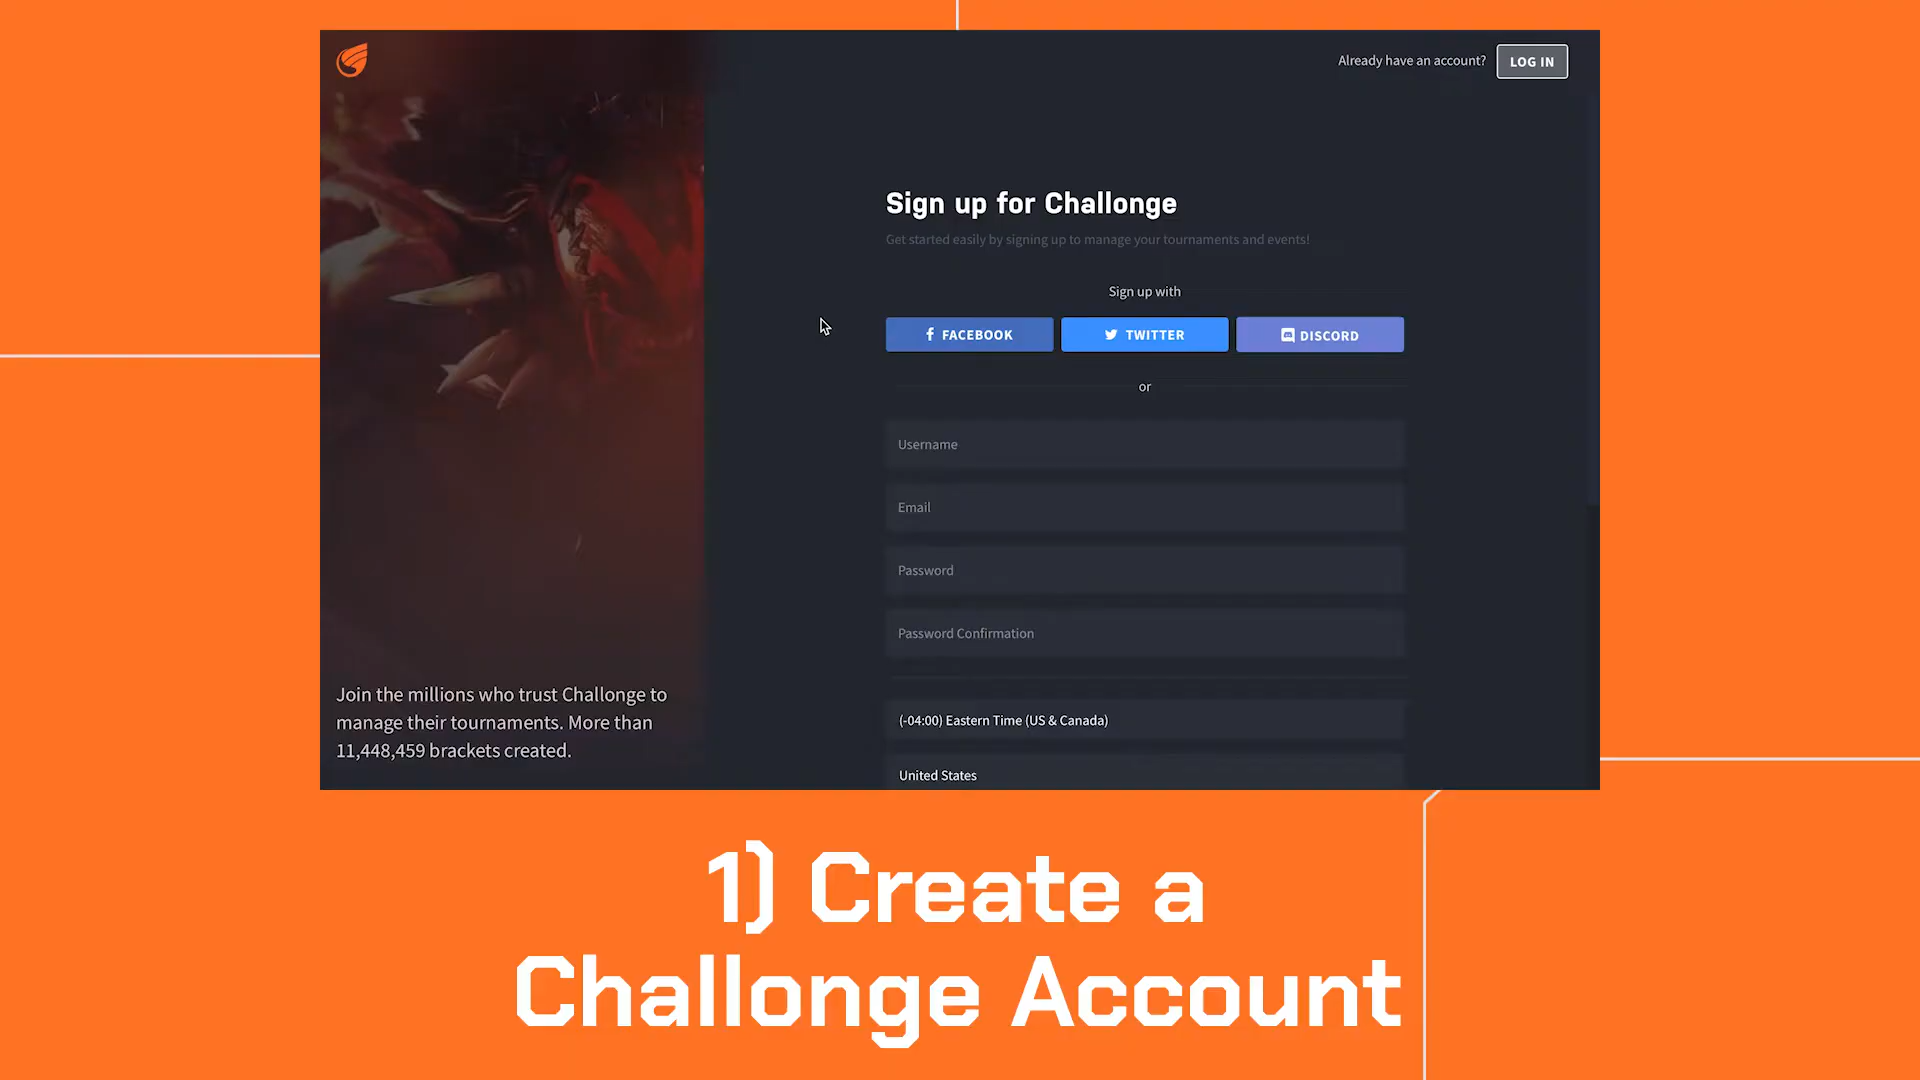 Already have an account?
LOG IN
Sign up for Challonge
Get started easily by signing up to manage your tournaments and events!
Sign up with
FACEBOOK
TWITTER
DISCORD
or
Username
Email
Password
Password Confirmation
(-04:00) Eastern Time (US & Canada)
United States
Join the millions who trust Challonge to
manage their tournaments. More than
11,448,459 brackets created.
1) Create a
Challonge Account